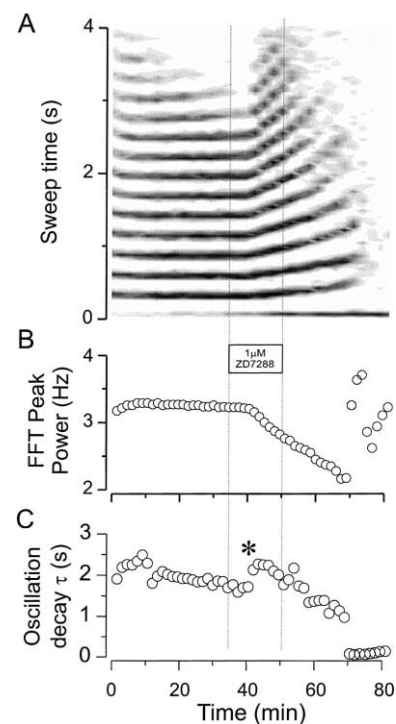 A
4
Sweep time (s)
2
0
B
4
1µM
ZD7288
FFT Peak
Power (Hz)
3
2
C
3
*
Oscillation
decay τ (s)
2
1
0
0 20 40 60 80
Time (min)